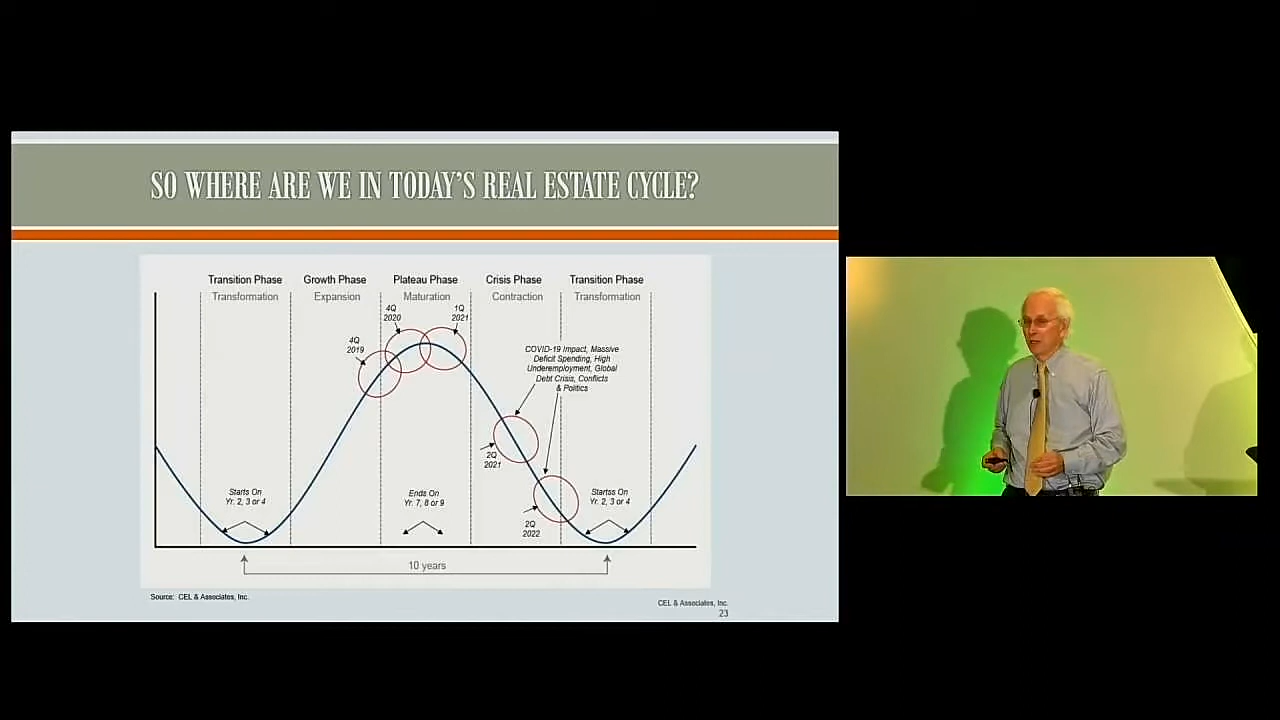 SO WHERE ARE WE IN TODAY'S REAL ESTATE CYCLE?
Transition Phase
Transformation
Growth Phase
Expansion
Plateau Phase
Maturation
Crisis Phase
Contraction
Transition Phase
Transformation
4Q
2019
4Q
2020
1Q
2021
COVID-19 Impact, Massive
Deficit Spending, High
Underemployment, Global
Debt Crisis, Conflicts
& Politics
2Q
2021
2Q
2022
Starts On
Yr. 2, 3 or 4
Ends On
Yr. 7, 8 or 9
Startss On
Yr. 2, 3 or 4
10 years
Source: CEL & Associates, Inc.
CEL & Associates, Inc.
23